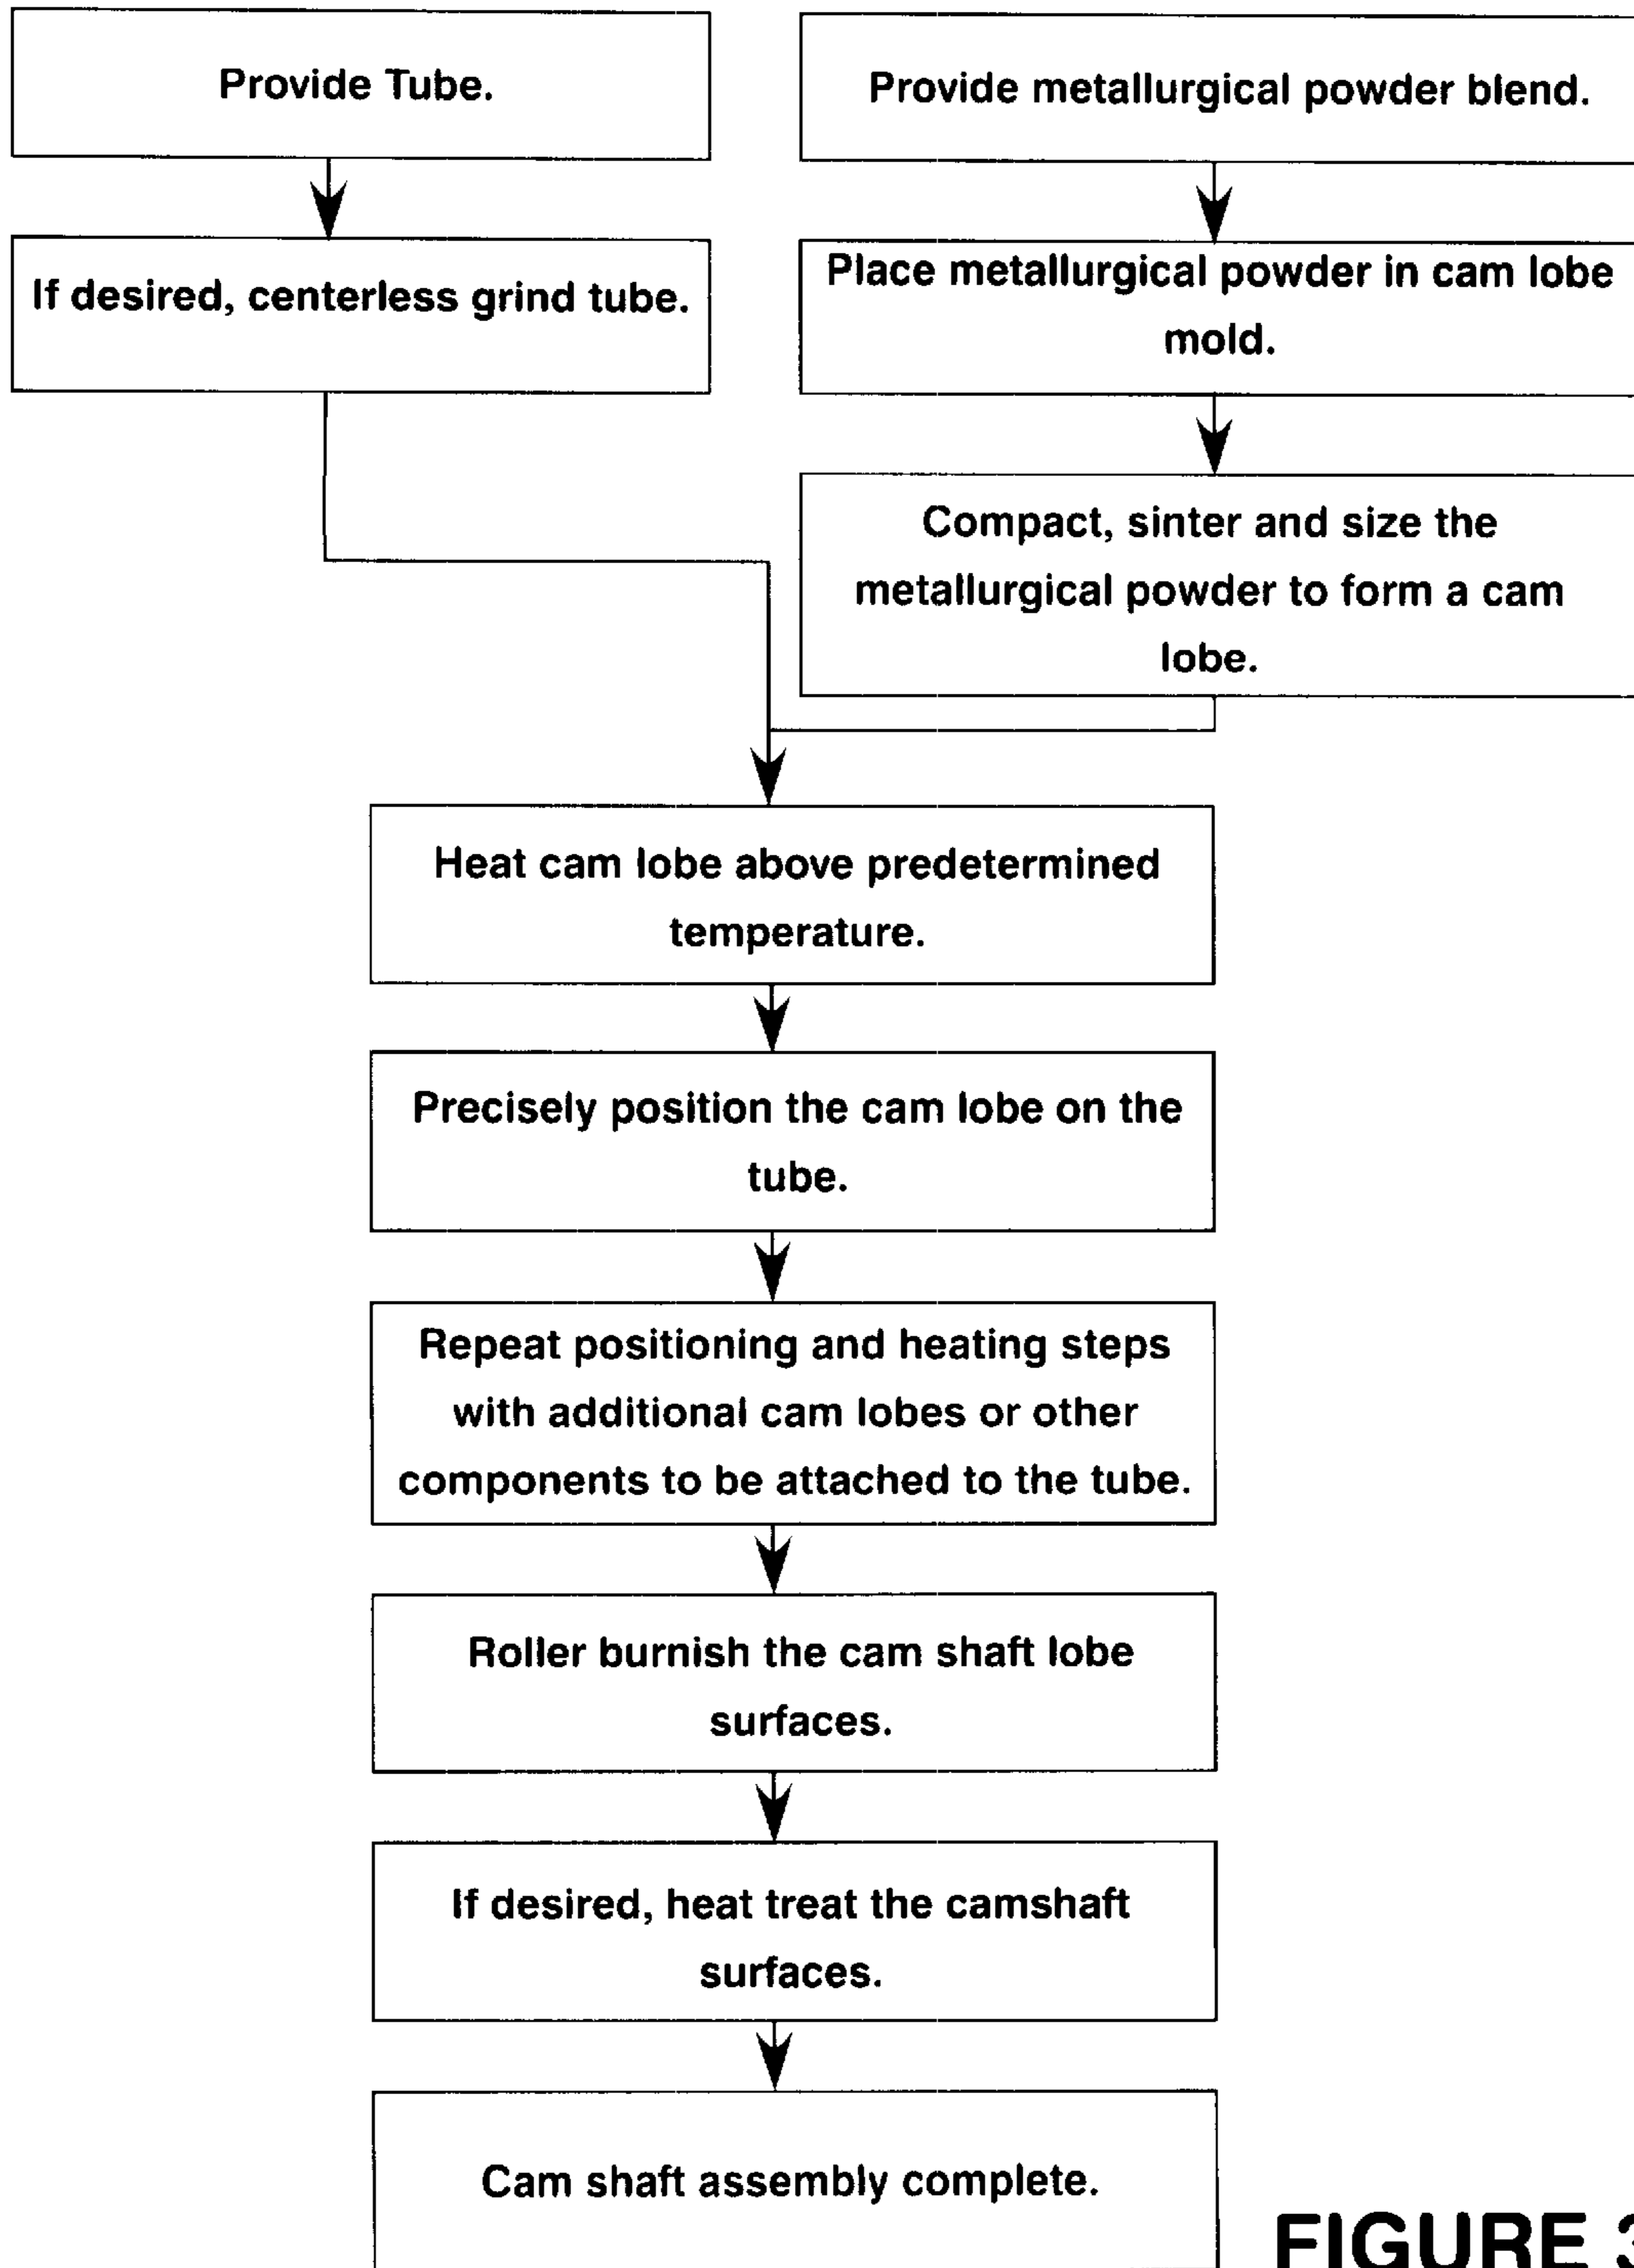 Provide Tube.
Provide metallurgical powder blend.
If desired, centerless grind tube.
Place metallurgical powder in cam lobe
mold.
Compact, sinter and size the
metallurgical powder to form a cam
lobe.
Heat cam lobe above predetermined
temperature.
Precisely position the cam lobe on the
tube.
Repeat positioning and heating steps
with additional cam lobes or other
components to be attached to the tube.
Roller burnish the cam shaft lobe
surfaces.
If desired, heat treat the camshaft
surfaces.
Cam shaft assembly complete.
FIGURE 3